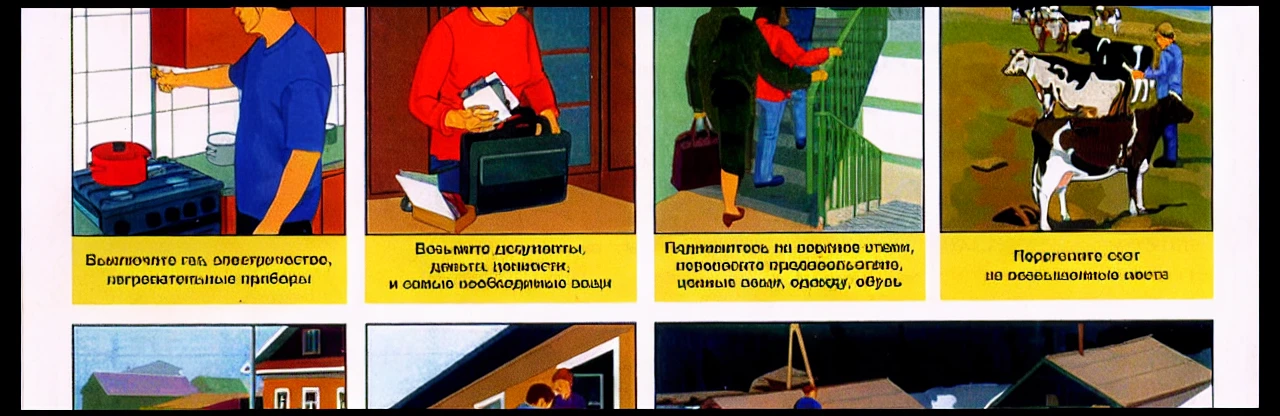 Выключите газ, электричество,
нагревательные приборы
Возьмите документы,
деньги, ценности,
и самые необходимые вещи
Поднимитесь на верхние этажи,
перенесите продовольствие,
ценные вещи, одежду, обувь
Перегоните скот
на возвышенные места